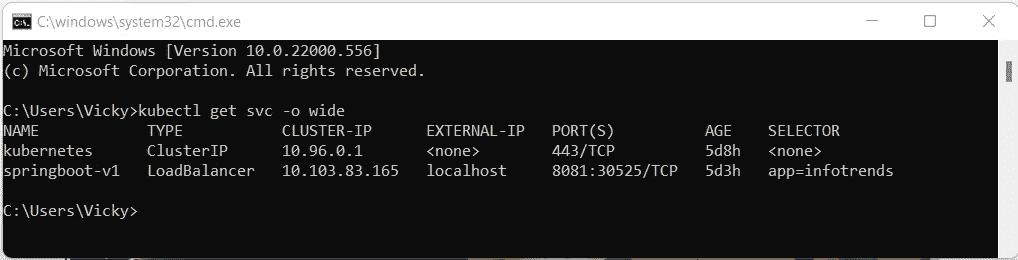 C:\windows\system32\cmd.exe
Microsoft Windows [Version 10.0.22000.556]
(c) Microsoft Corporation. All rights reserved.
C:\Users\Vicky>kubectl get svc -o wide
NAME TYPE CLUSTER-IP EXTERNAL-IP PORT(S) AGE SELECTOR
kubernetes ClusterIP 10.96.0.1 <none> 443/TCP 5d8h <none>
springboot-v1 LoadBalancer 10.103.83.165 localhost 8081:30525/TCP 5d3h app=infotrends
C:\Users\Vicky>